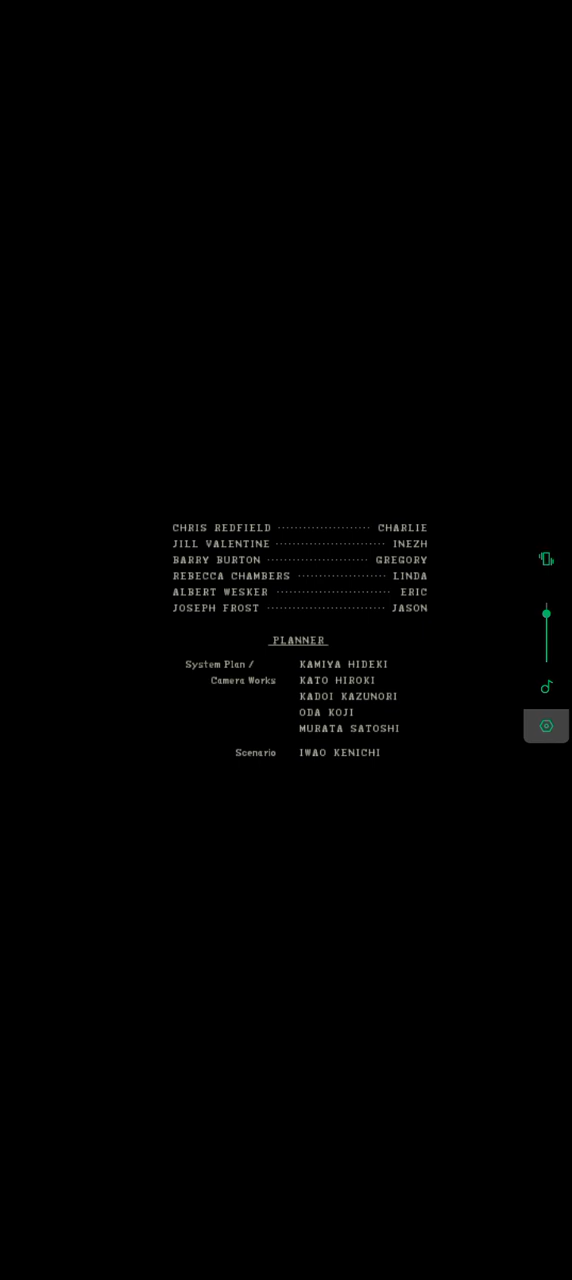 CHRIS REDFIELD ······················ CHARLIE
JILL VALENTINE ·························· INEZH
BARRY BURTON ························ GREGORY
REBECCA CHAMBERS ····················· LINDA
ALBERT WESKER ··························· ERIC
JOSEPH FROST ···························· JASON
PLANNER
System Plan / KAMIYA HIDEKI
Camera Works KATO HIROKI
KADOI KAZUNORI
ODA KOJI
MURATA SATOSHI
Scenario IWAO KENICHI